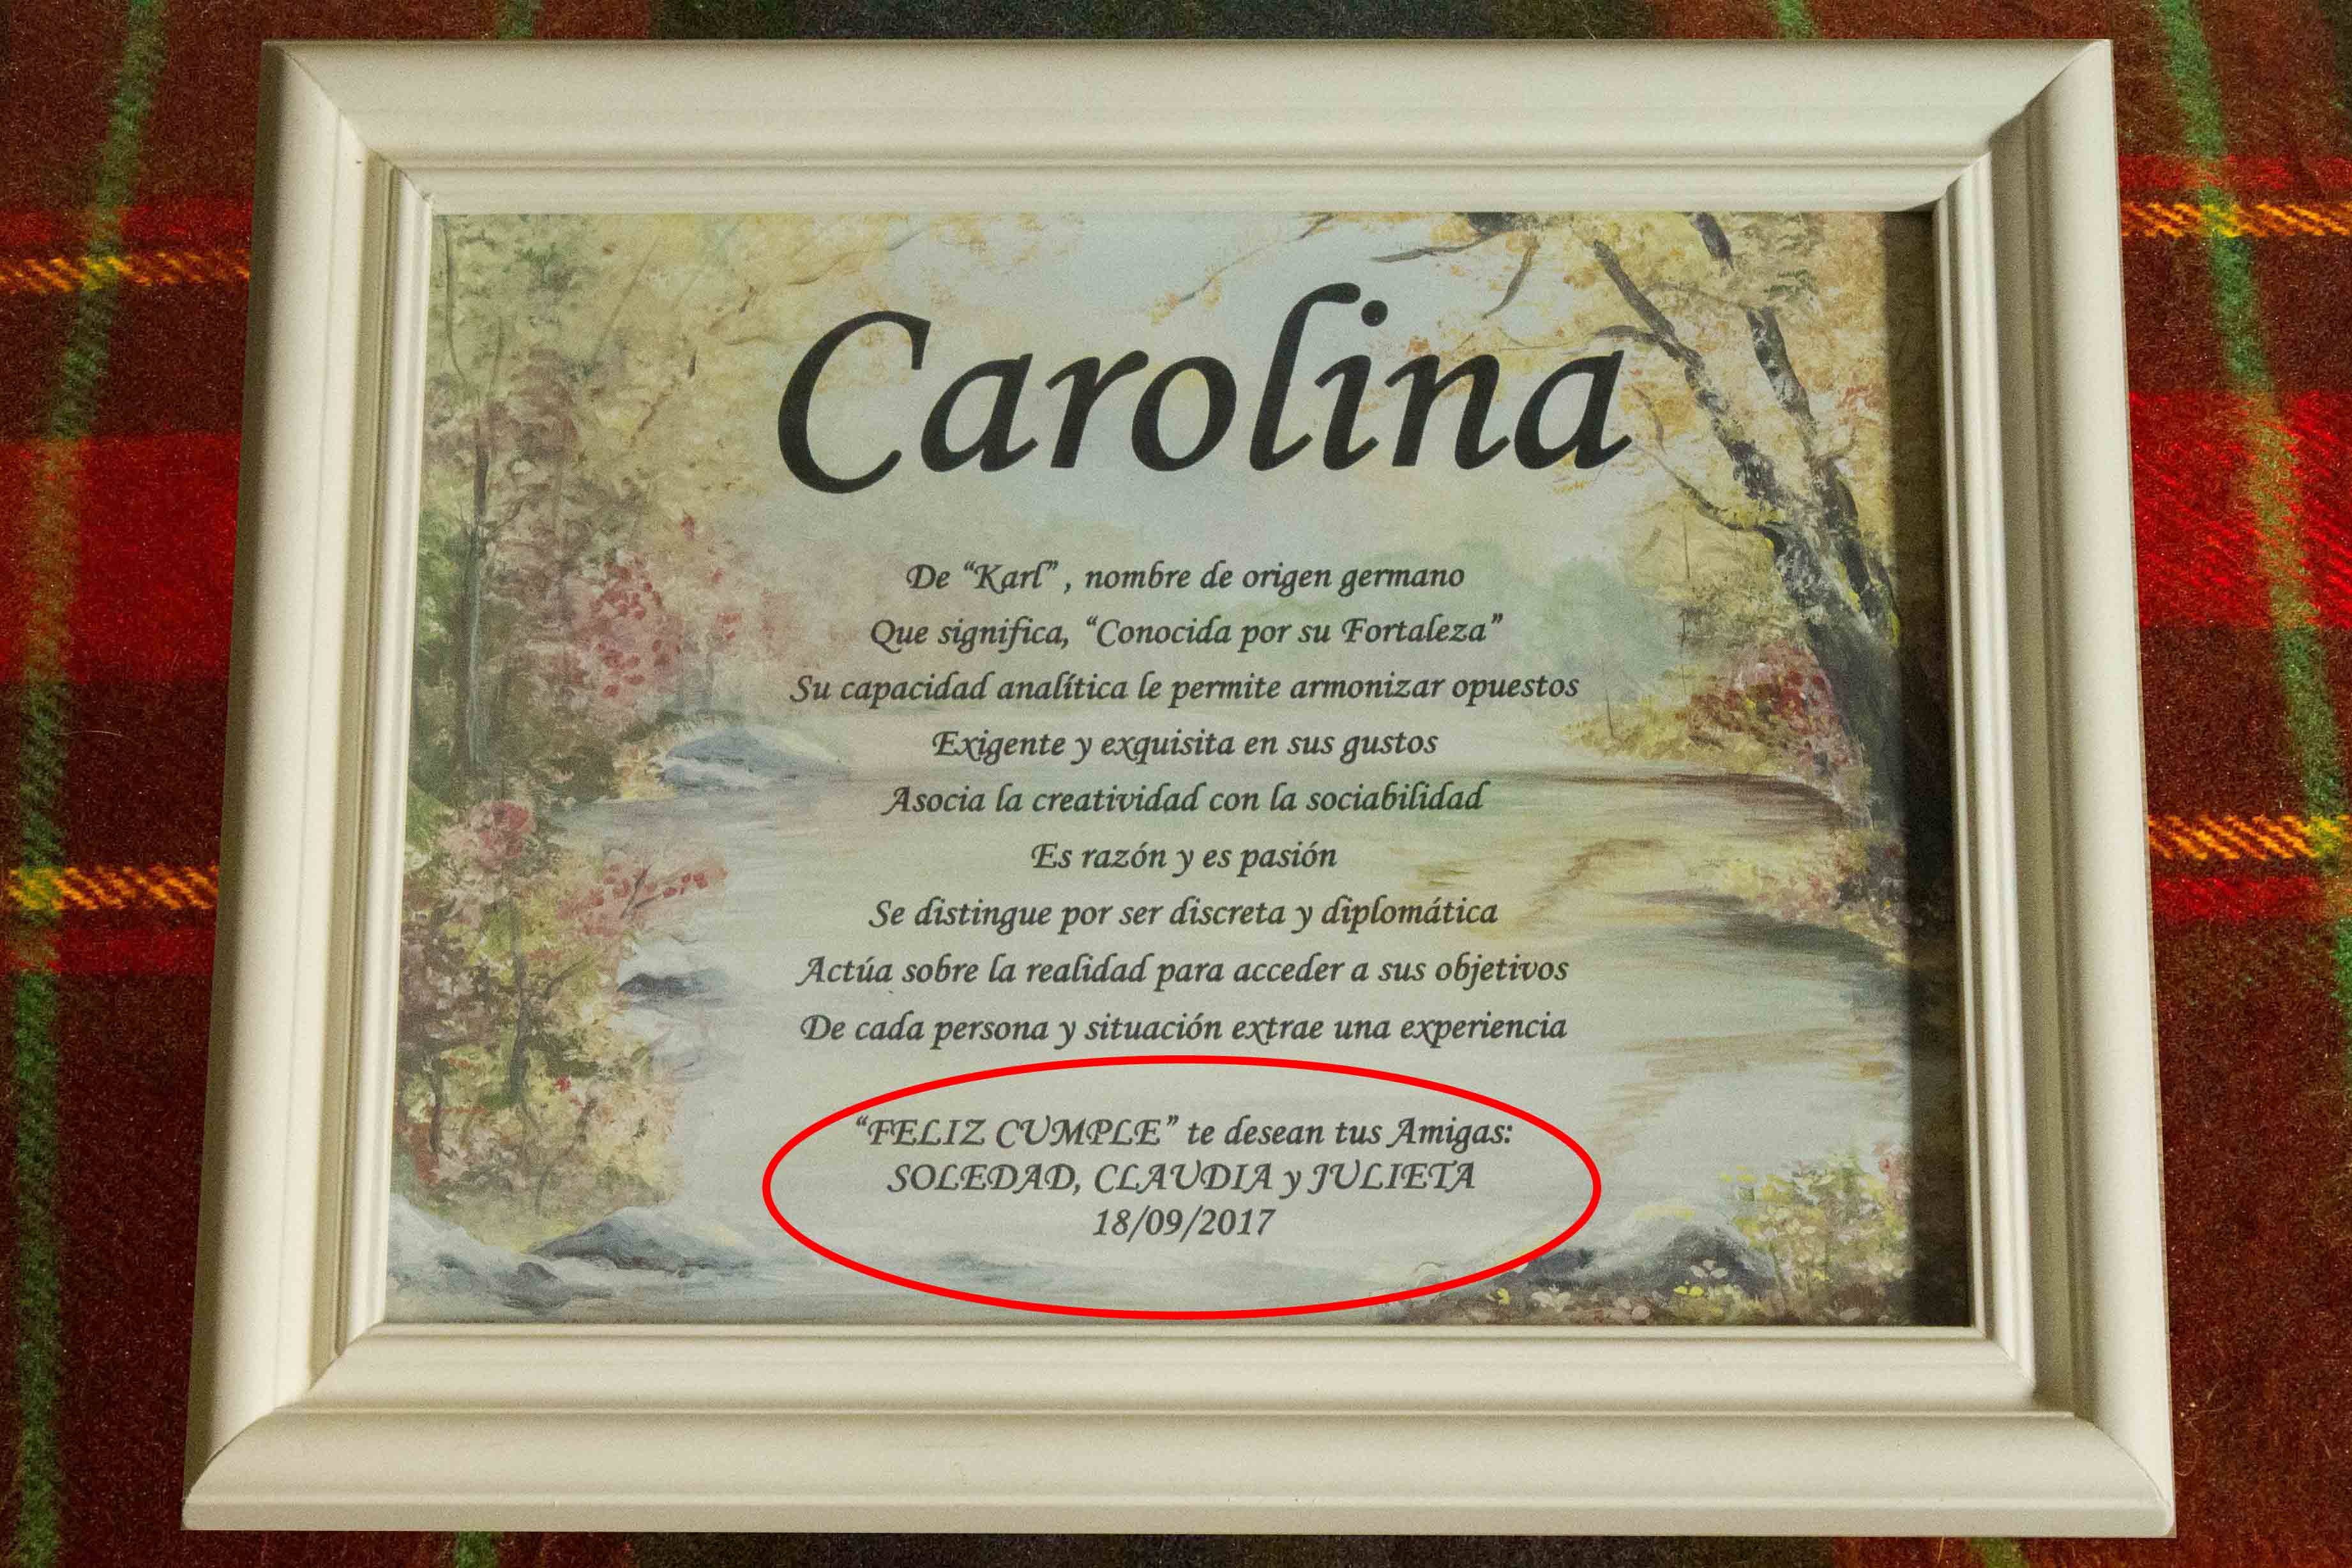 Carolina
De “Karl” , nombre de origen germano
Que significa, “Conocida por su Fortaleza”
Su capacidad analítica le permite armonizar opuestos
Exigente y exquisita en sus gustos
Asocia la creatividad con la sociabilidad
Es razón y es pasión
Se distingue por ser discreta y diplomática
Actúa sobre la realidad para acceder a sus objetivos
De cada persona y situación extrae una experiencia
“FELIZ CUMPLE” te desean tus Amigas:
SOLEDAD, CLAUDIA y JULIETA
18/09/2017